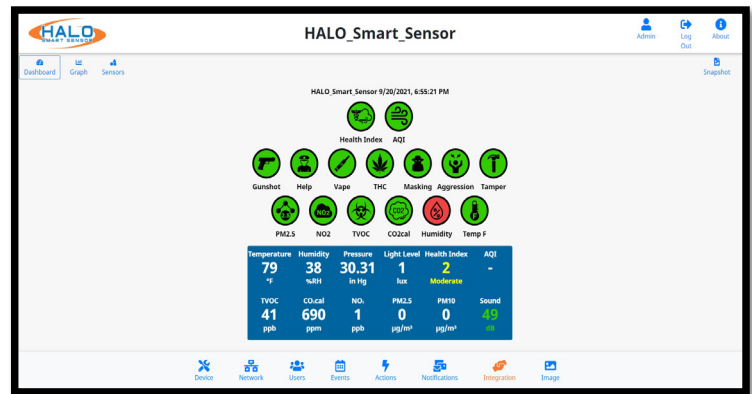 HALO
SMART SENSOR
HALO_Smart_Sensor
Admin
Log Out
About
Dashboard Graph Sensors
Snapshot
HALO_Smart_Sensor 9/20/2021, 6:55:21 PM
Health Index AQI
Gunshot Help Vape THC Masking Aggression Tamper
2.5 NO2 CO2
PM2.5 NO2 TVOC CO2cal Humidity Temp F
Temperature Humidity Pressure Light Level Health Index AQI
79 38 30.31 1 2 -
°F %RH in Hg lux Moderate
TVOC CO₂cal NO₂ PM2.5 PM10 Sound
41 690 1 0 0 49
ppb ppm ppb µg/m³ µg/m³ dB
Device Network Users Events Actions Notifications Integration Image